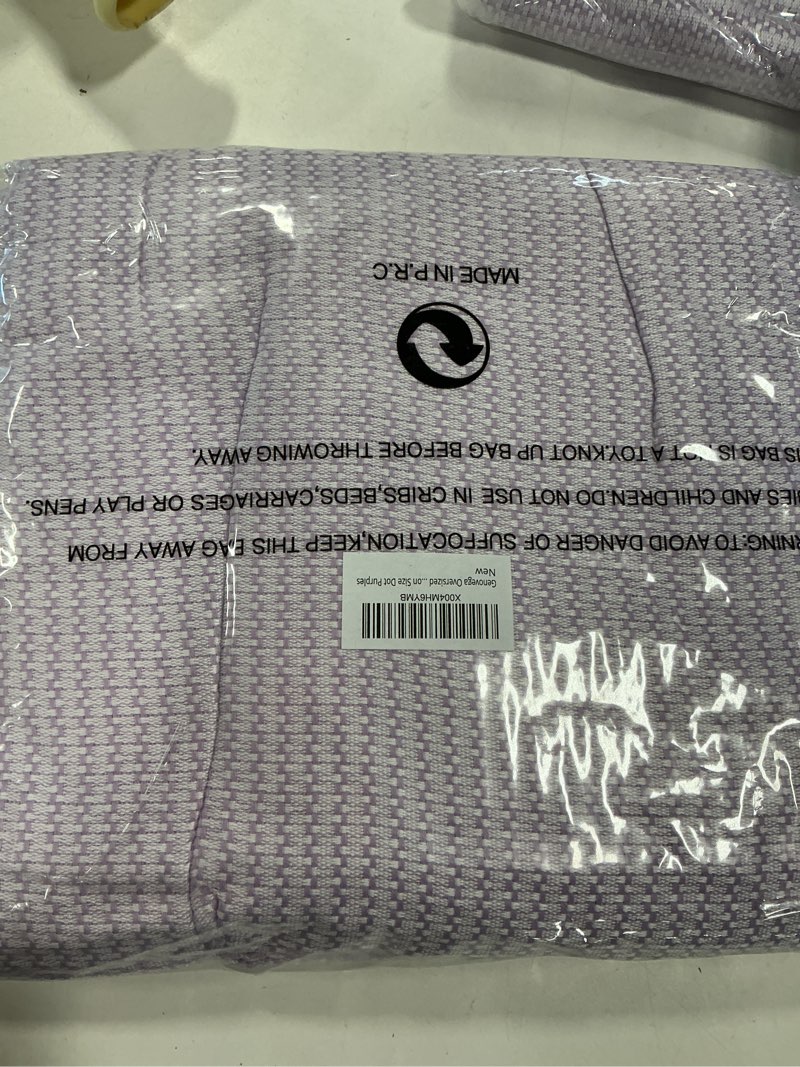 X004MH6YMB
Genovega Oversized ...on Size Dot Purples
New
RNING:TO AVOID DANGER OF SUFFOCATION,KEEP THIS BAG AWAY FROM
IES AND CHILDREN.DO NOT USE IN CRIBS,BEDS,CARRIAGES OR PLAY PENS.
IS BAG IS NOT A TOY.KNOT UP BAG BEFORE THROWING AWAY.
MADE IN P.R.C